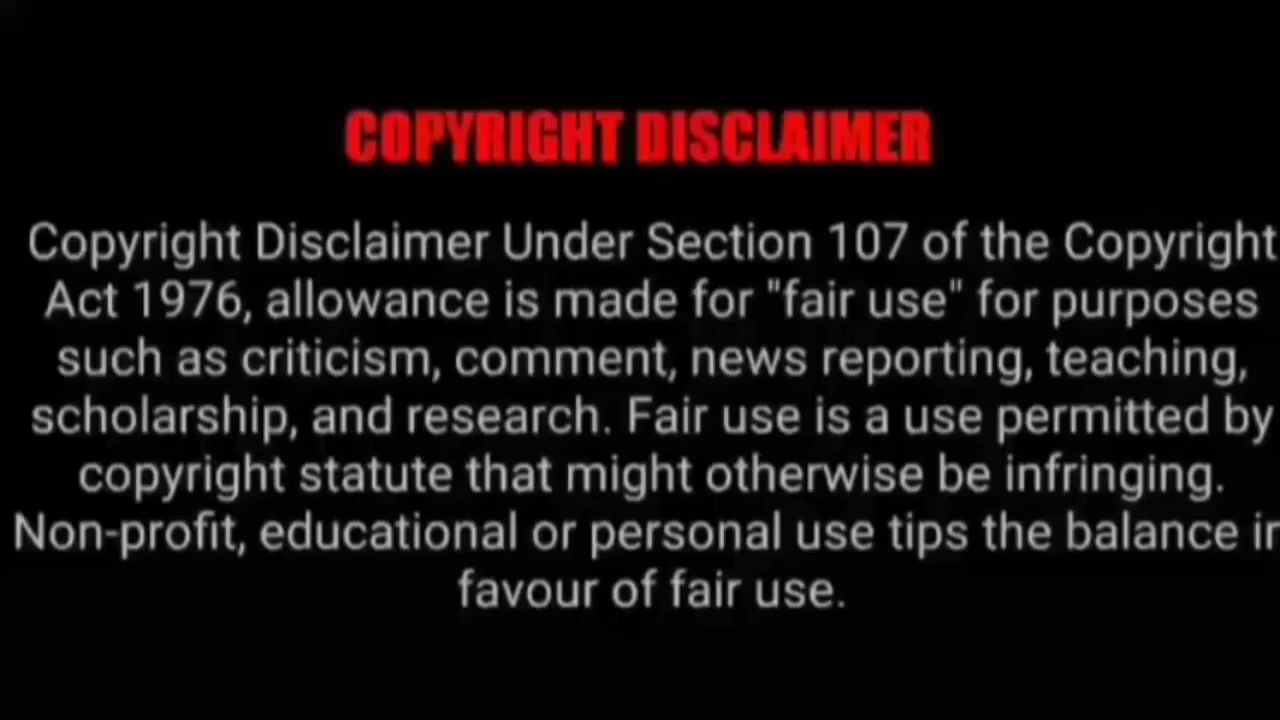 COPYRIGHT DISCLAIMER
Copyright Disclaimer Under Section 107 of the Copyright
Act 1976, allowance is made for "fair use" for purposes
such as criticism, comment, news reporting, teaching,
scholarship, and research. Fair use is a use permitted by
copyright statute that might otherwise be infringing.
Non-profit, educational or personal use tips the balance in
favour of fair use.